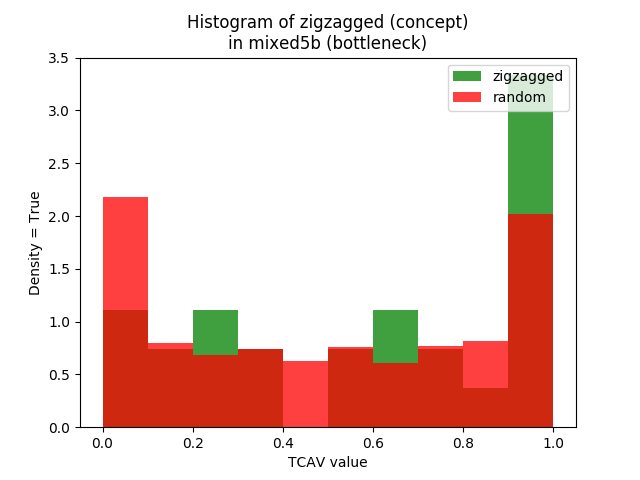 Histogram of zigzagged (concept)
in mixed5b (bottleneck)
zigzagged
random
Density = True
3.5
3.0
2.5
2.0
1.5
1.0
0.5
0.0
0.0 0.2 0.4 0.6 0.8 1.0
TCAV value